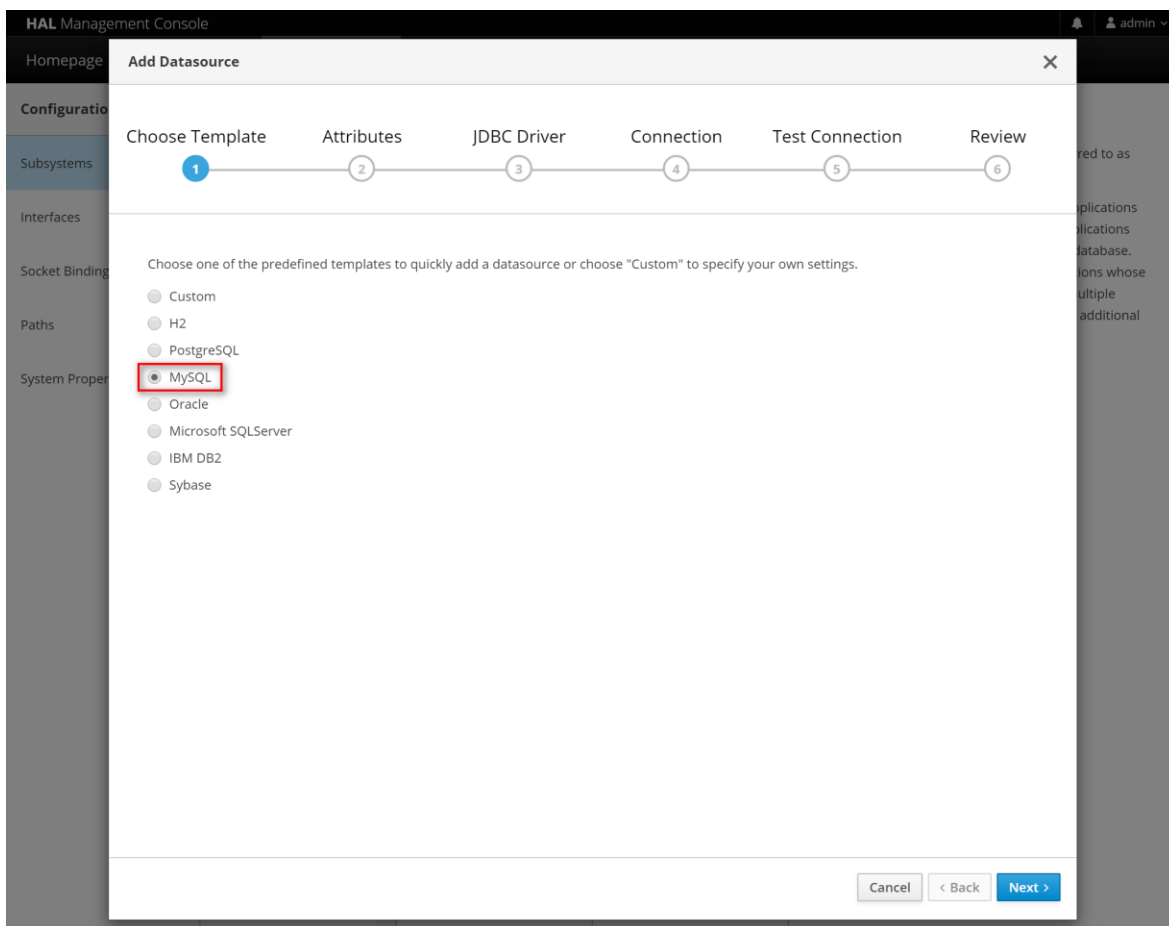 HAL Management Console
admin
Homepage
Add Datasource
Configuratio
Choose Template Attributes JDBC Driver Connection Test Connection Review
1 2 3 4 5 6
Subsystems
red to as
Interfaces
pplications
plications
database.
Socket Binding
Choose one of the predefined templates to quickly add a datasource or choose "Custom" to specify your own settings.
ions whose
Custom
ultiple
H2
Paths
additional
PostgreSQL
System Proper
MySQL
Oracle
Microsoft SQLServer
IBM DB2
Sybase
Cancel < Back Next >